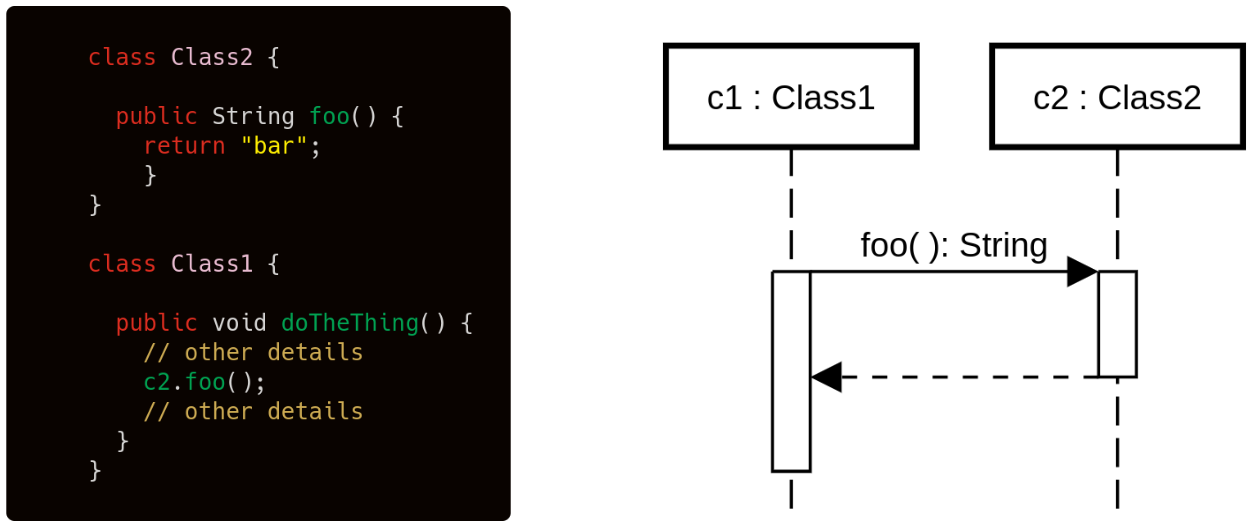 class Class2 {
public String foo() {
return "bar";
}
}
class Class1 {
public void doTheThing() {
// other details
c2.foo();
// other details
}
}
c1 : Class1
c2 : Class2
foo( ): String